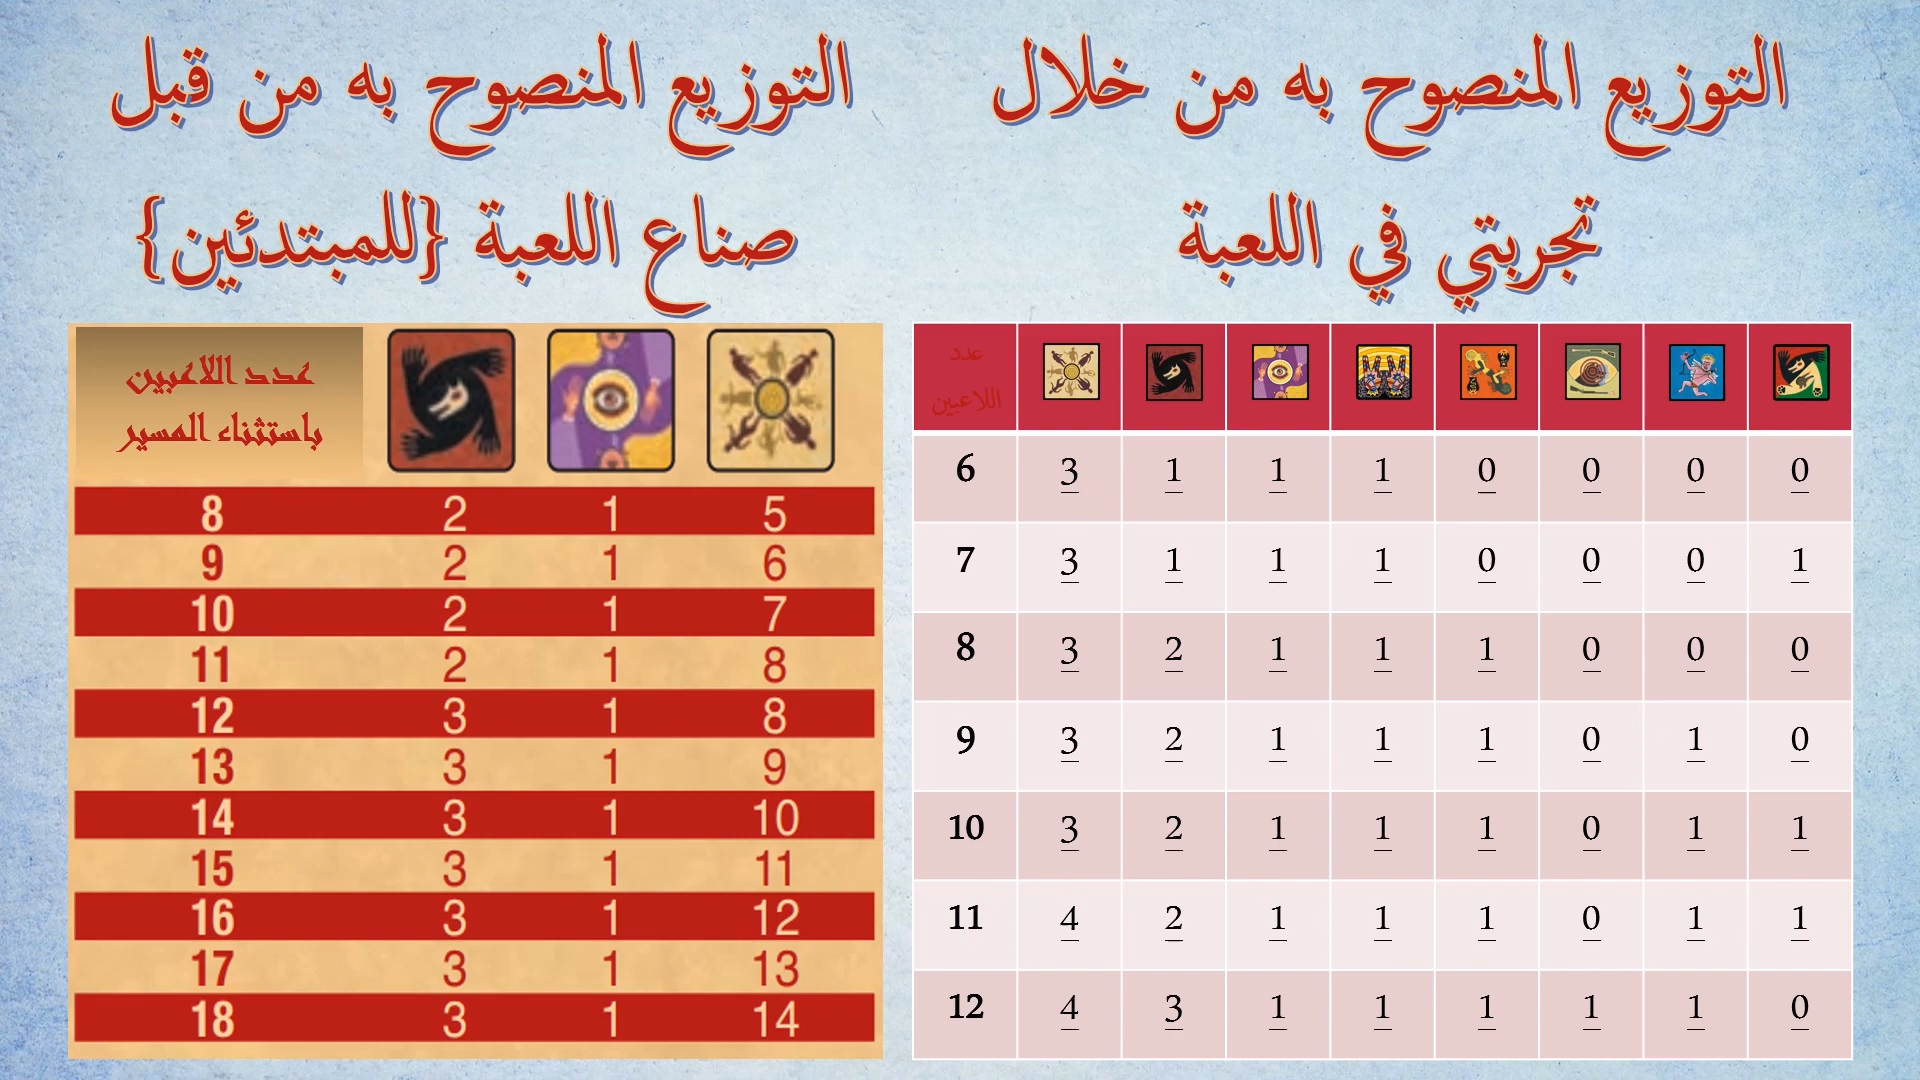 التوزيع المنصوح به من خلال
تجربتي في اللعبة
عدد
اللاعبين
6 3 1 1 1 0 0 0 0
7 3 1 1 1 0 0 0 1
8 3 2 1 1 1 0 0 0
9 3 2 1 1 1 0 1 0
10 3 2 1 1 1 0 1 1
11 4 2 1 1 1 0 1 1
12 4 3 1 1 1 1 1 0
التوزيع المنصوح به من قبل
صناع اللعبة {للمبتدئين}
عدد اللاعبين
باستثناء المسير
8 2 1 5
9 2 1 6
10 2 1 7
11 2 1 8
12 3 1 8
13 3 1 9
14 3 1 10
15 3 1 11
16 3 1 12
17 3 1 13
18 3 1 14